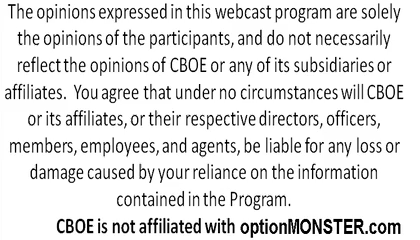 The opinions expressed in this webcast program are solely
the opinions of the participants, and do not necessarily
reflect the opinions of CBOE or any of its subsidiaries or
affiliates. You agree that under no circumstances will CBOE
or its affiliates, or their respective directors, officers,
members, employees, and agents, be liable for any loss or
damage caused by your reliance on the information
contained in the Program.
CBOE is not affiliated with optionMONSTER.com